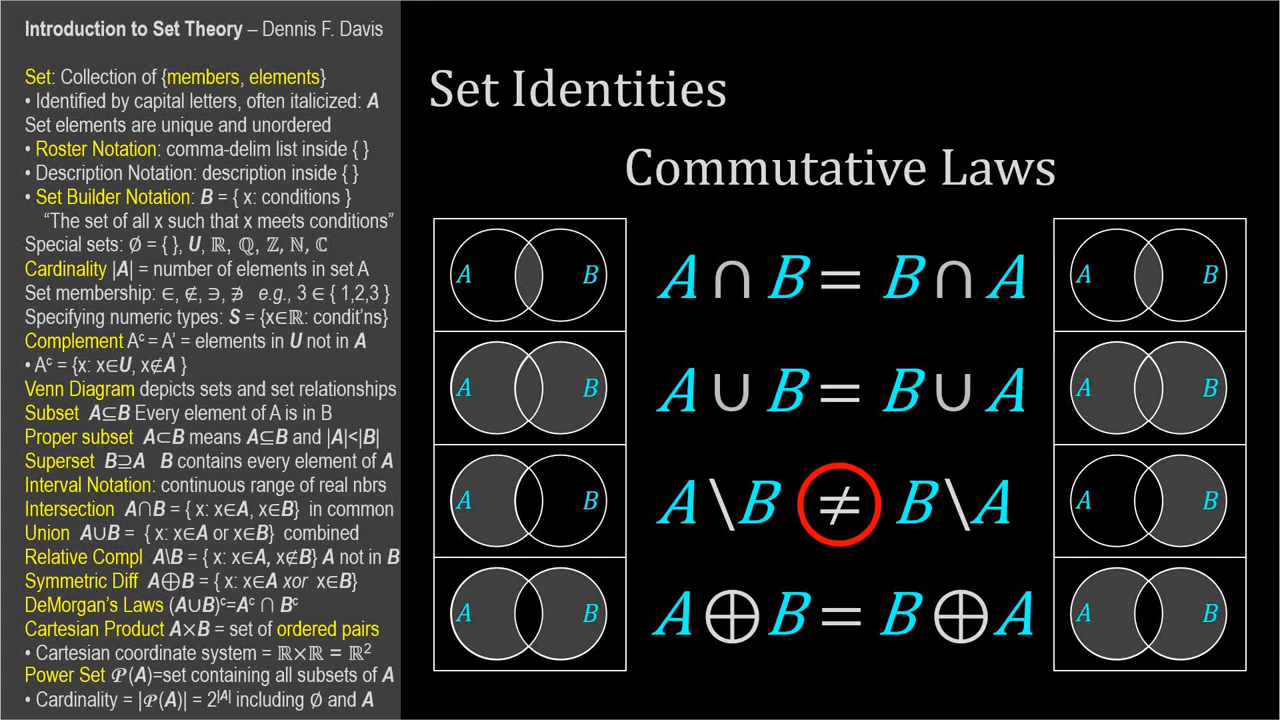 Introduction to Set Theory – Dennis F. Davis
Set: Collection of {members, elements}
• Identified by capital letters, often italicized: A
Set elements are unique and unordered
• Roster Notation: comma-delim list inside { }
• Description Notation: description inside { }
• Set Builder Notation: B = { x: conditions }
“The set of all x such that x meets conditions”
Special sets: ∅ = { }, U, ℝ, ℚ, ℤ, ℕ, ℂ
Cardinality |A| = number of elements in set A
Set membership: ∈, ∉, ∋, ∌ e.g., 3 ∈ { 1,2,3 }
Specifying numeric types: S = {x∈ℝ: condit’ns}
Complement Aᶜ = A’ = elements in U not in A
• Aᶜ = {x: x∈U, x∉A }
Venn Diagram depicts sets and set relationships
Subset A⊆B Every element of A is in B
Proper subset A⊂B means A⊆B and |A|<|B|
Superset B⊇A B contains every element of A
Interval Notation: continuous range of real nbrs
Intersection A∩B = { x: x∈A, x∈B} in common
Union A∪B = { x: x∈A or x∈B} combined
Relative Compl A\B = { x: x∈A, x∉B} A not in B
Symmetric Diff A⊕B = { x: x∈A xor x∈B}
DeMorgan’s Laws (A∪B)ᶜ=Aᶜ ∩ Bᶜ
Cartesian Product A×B = set of ordered pairs
• Cartesian coordinate system = ℝ×ℝ = ℝ²
Power Set 𝒫(A)=set containing all subsets of A
• Cardinality = |𝒫(A)| = 2^|A| including ∅ and A
Set Identities
Commutative Laws
A B A ∩ B = B ∩ A A B
A B A ∪ B = B ∪ A A B
A B A \ B ≠ B \ A A B
A B A ⊕ B = B ⊕ A A B